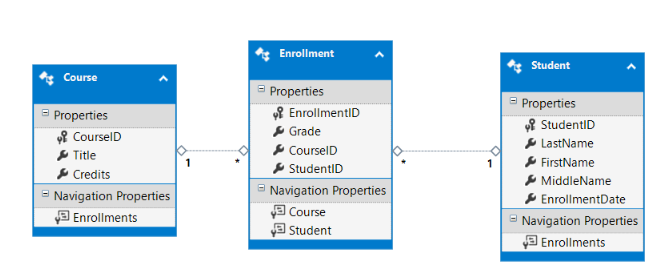 Course
Properties
CourseID
Title
Credits
Navigation Properties
Enrollments
1
*
Enrollment
Properties
EnrollmentID
Grade
CourseID
StudentID
Navigation Properties
Course
Student
*
1
Student
Properties
StudentID
LastName
FirstName
MiddleName
EnrollmentDate
Navigation Properties
Enrollments